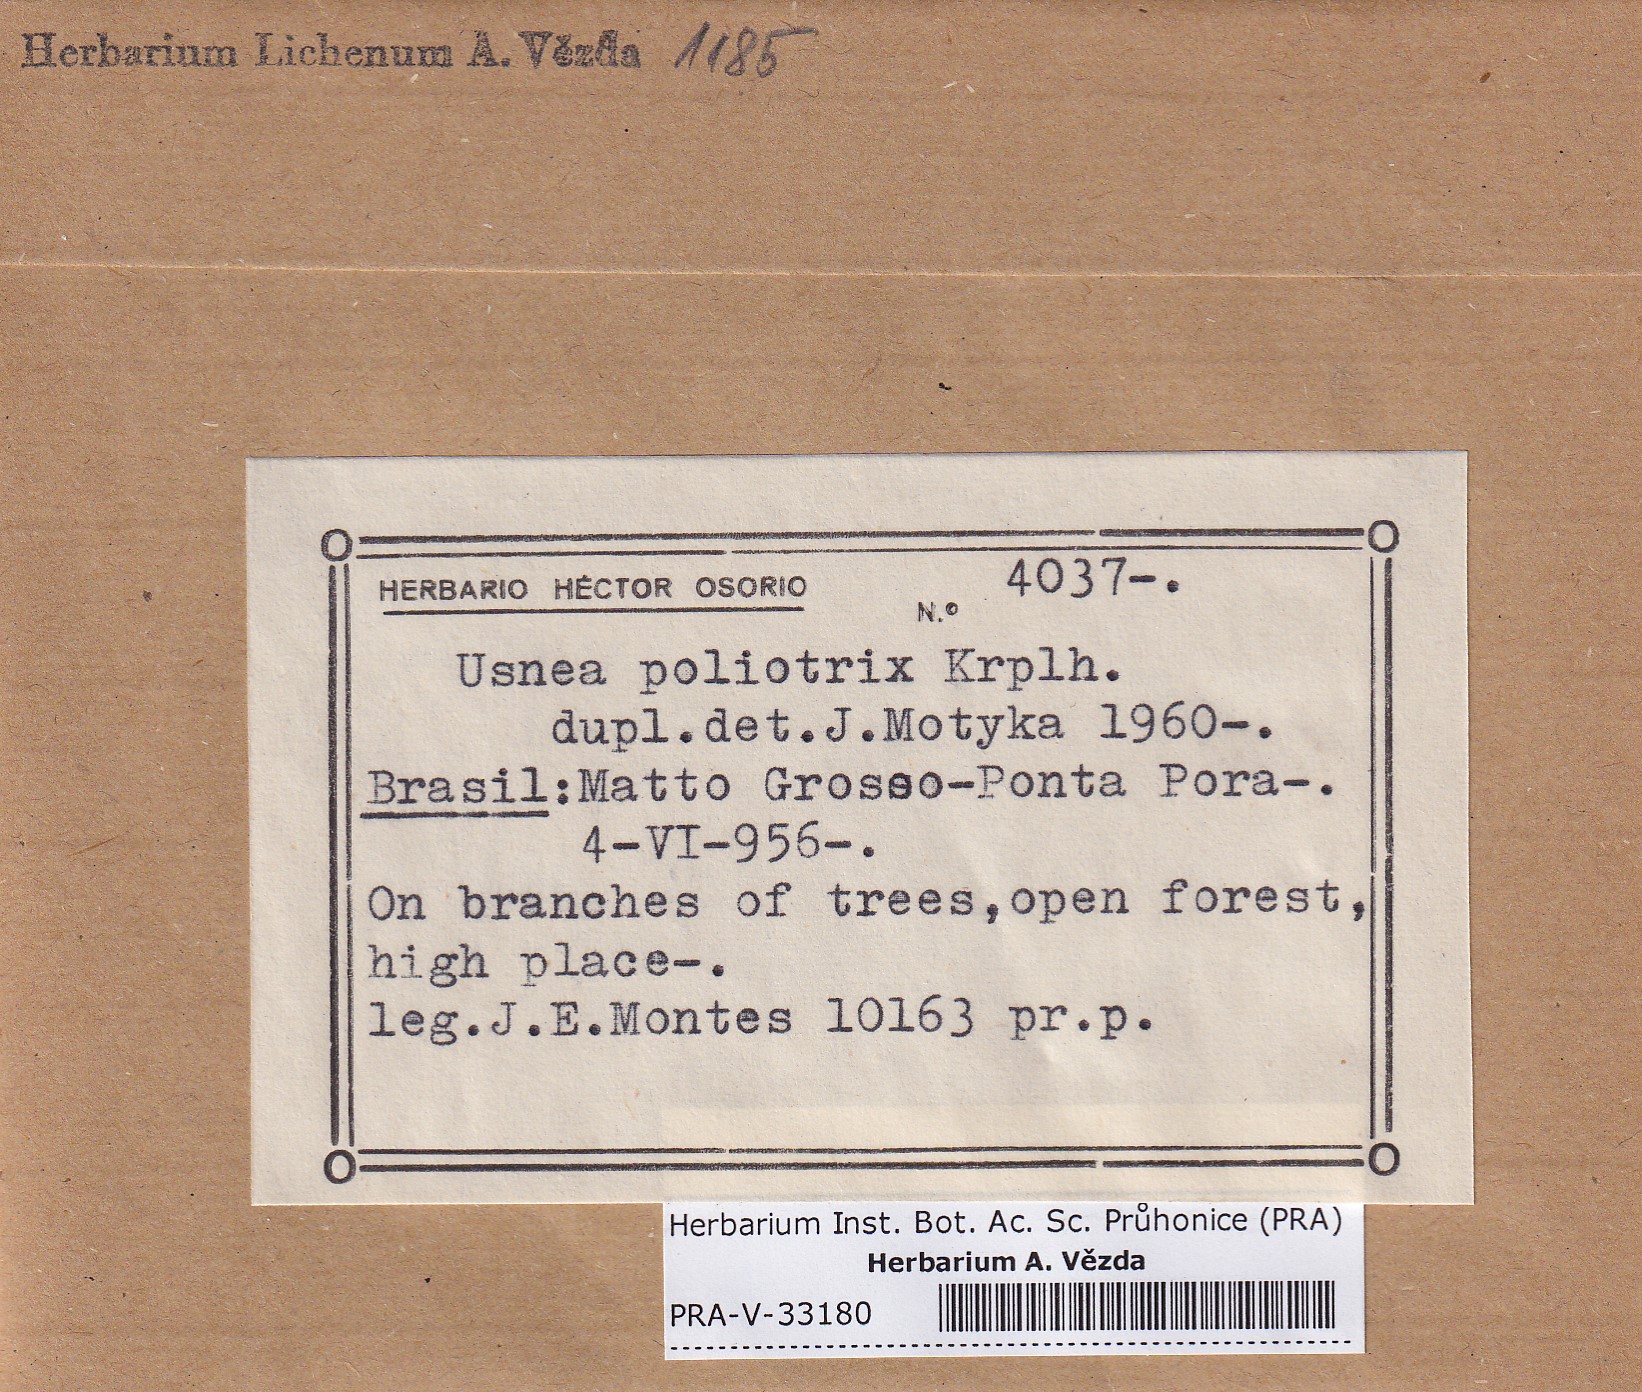 Herbarium Lichenum A. Vězda 1185
HERBARIO HÉCTOR OSORIO N.º 4037-.
Usnea poliotrix Krplh.
dupl.det.J.Motyka 1960-.
Brasil:Matto Grosso-Ponta Pora-.
4-VI-956-.
On branches of trees,open forest,
high place-.
leg.J.E.Montes 10163 pr.p.
Herbarium Inst. Bot. Ac. Sc. Průhonice (PRA)
Herbarium A. Vězda
PRA-V-33180